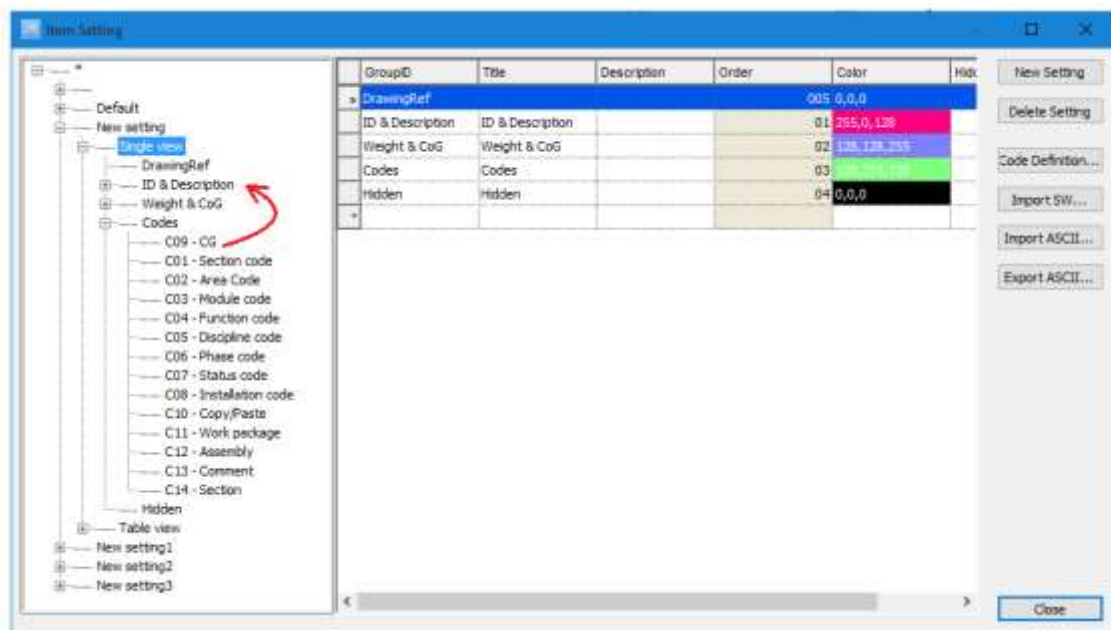 Item Setting
*
Default
New setting
Single view
DrawingRef
ID & Description
Weight & CoG
Codes
C09 - CG
C01 - Section code
C02 - Area Code
C03 - Module code
C04 - Function code
C05 - Discipline code
C06 - Phase code
C07 - Status code
C08 - Installation code
C10 - Copy/Paste
C11 - Work package
C12 - Assembly
C13 - Comment
C14 - Section
Hidden
Table view
New setting1
New setting2
New setting3
GroupID Title Description Order Color Hidc
DrawingRef 005 0,0,0
ID & Description ID & Description 01 255,0,128
Weight & CoG Weight & CoG 02 128,128,255
Codes Codes 03
Hidden Hidden 04 0,0,0
*
New Setting
Delete Setting
Code Definition...
Import SW...
Import ASCII...
Export ASCII...
Close